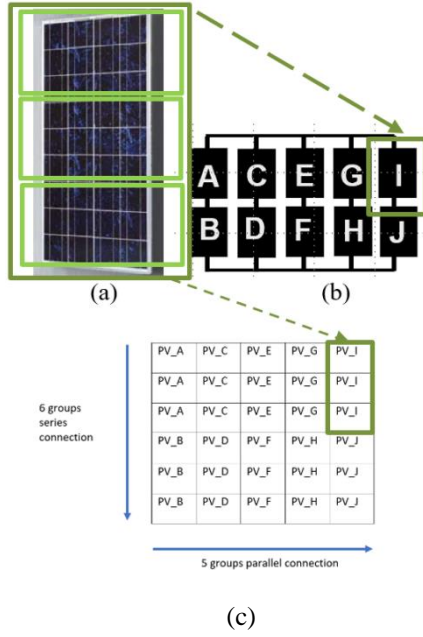 A C E G I
B D F H J
(a) (b)
PV_A PV_C PV_E PV_G PV_I
PV_A PV_C PV_E PV_G PV_I
PV_A PV_C PV_E PV_G PV_I
PV_B PV_D PV_F PV_H PV_J
PV_B PV_D PV_F PV_H PV_J
PV_B PV_D PV_F PV_H PV_J
6 groups
series
connection
5 groups parallel connection
(c)